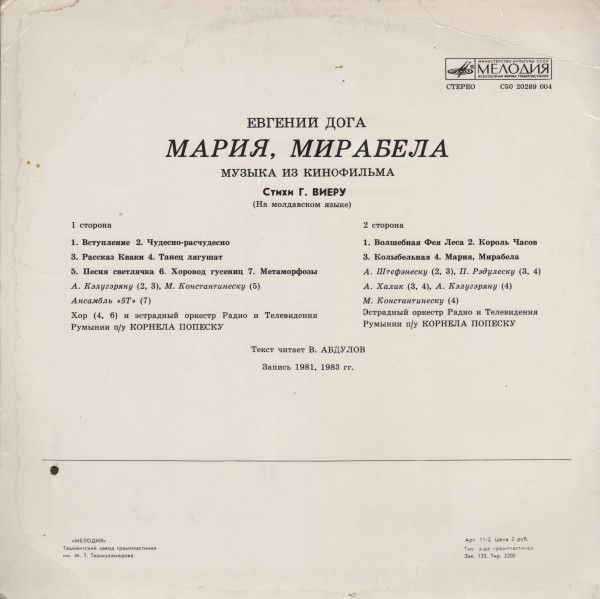 МИНИСТЕРСТВО КУЛЬТУРЫ СССР
МЕЛОДИЯ
ВСЕСОЮЗНАЯ ФИРМА ГРАМПЛАСТИНОК
СТЕРЕО С50 20289 004
ЕВГЕНИЙ ДОГА
МАРИЯ, МИРАБЕЛА
МУЗЫКА ИЗ КИНОФИЛЬМА
Стихи Г. ВИЕРУ
(На молдавском языке)
1 сторона
1. Вступление 2. Чудесно-расчудесно
3. Рассказ Кваки 4. Танец лягушат
5. Песня светлячка 6. Хоровод гусениц 7. Метаморфозы
А. Кэлугэряну (2, 3), М. Константинеску (5)
Ансамбль «5Т» (7)
Хор (4, 6) и эстрадный оркестр Радио и Телевидения
Румынии п/у КОРНЕЛА ПОПЕСКУ
2 сторона
1. Волшебная Фея Леса 2. Король Часов
3. Колыбельная 4. Мария, Мирабела
А. Штефэнеску (2, 3), П. Рэдулеску (3, 4)
А. Халик (3, 4), А. Кэлугэряну (4)
М. Константинеску (4)
Эстрадный оркестр Радио и Телевидения
Румынии п/у КОРНЕЛА ПОПЕСКУ
Текст читает В. АБДУЛОВ
Запись 1981, 1983 гг.
«МЕЛОДИЯ»
Ташкентский завод грампластинок
им. М. Т. Ташмухамедова
Арт. 11-2. Цена 2 руб.
Тип. з-да грампластинок
Зак. 133. Тир. 2200